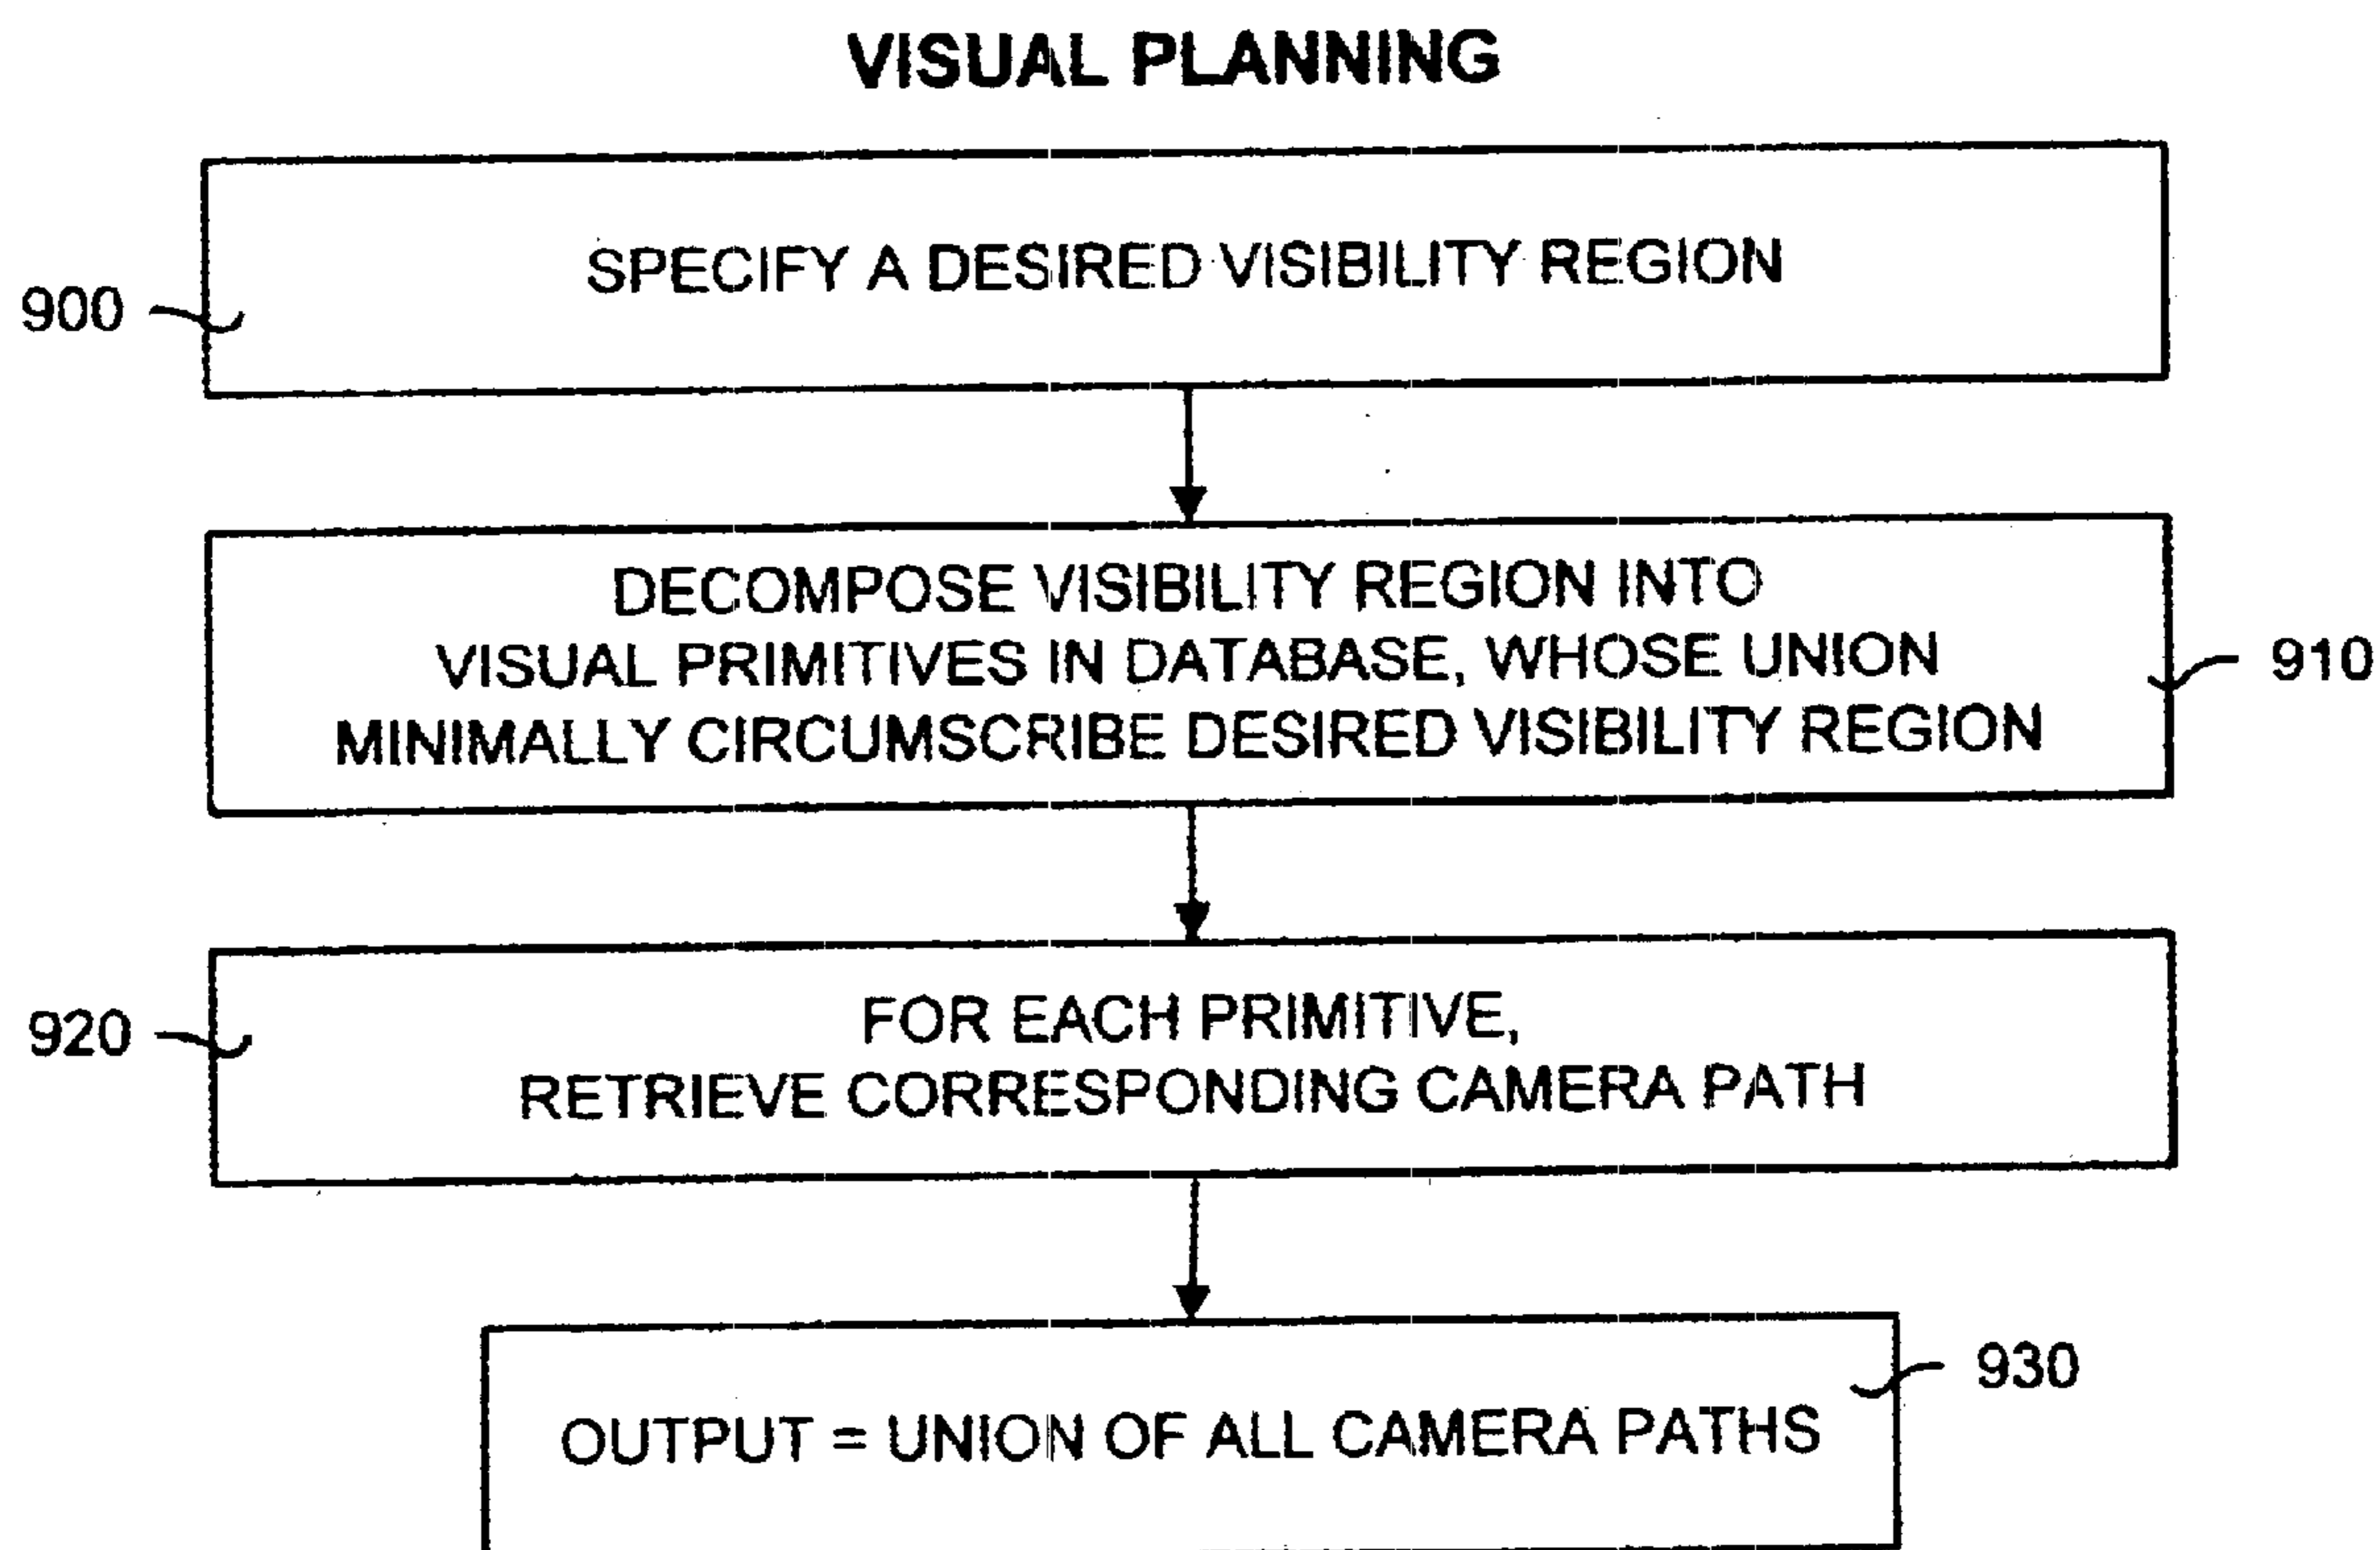 VISUAL PLANNING
SPECIFY A DESIRED VISIBILITY REGION
900
DECOMPOSE VISIBILITY REGION INTO
VISUAL PRIMITIVES IN DATABASE, WHOSE UNION
MINIMALLY CIRCUMSCRIBE DESIRED VISIBILITY REGION
910
FOR EACH PRIMITIVE,
RETRIEVE CORRESPONDING CAMERA PATH
920
OUTPUT = UNION OF ALL CAMERA PATHS
930